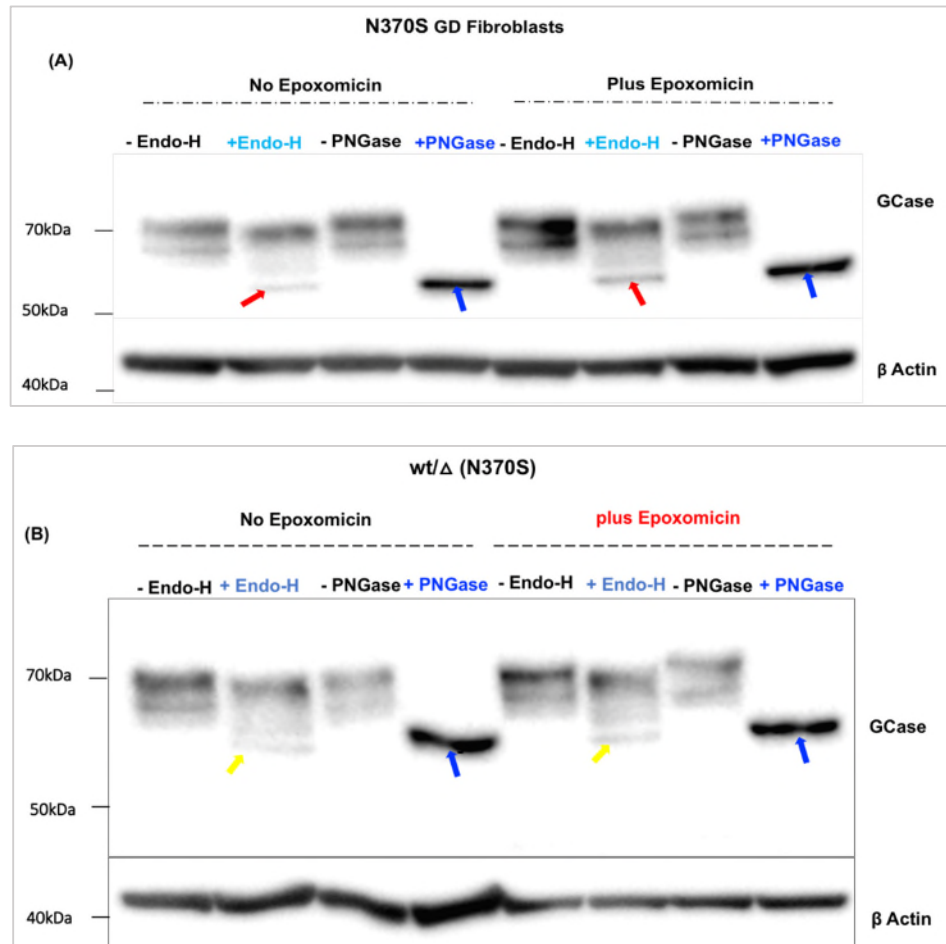 N370S GD Fibroblasts
(A)
No Epoxomicin Plus Epoxomicin
- Endo-H +Endo-H - PNGase +PNGase - Endo-H +Endo-H - PNGase +PNGase
GCase
70kDa
50kDa
β Actin
40kDa
wt/△ (N370S)
No Epoxomicin plus Epoxomicin
(B)
- Endo-H + Endo-H - PNGase + PNGase - Endo-H + Endo-H - PNGase + PNGase
70kDa
GCase
50kDa
40kDa β Actin